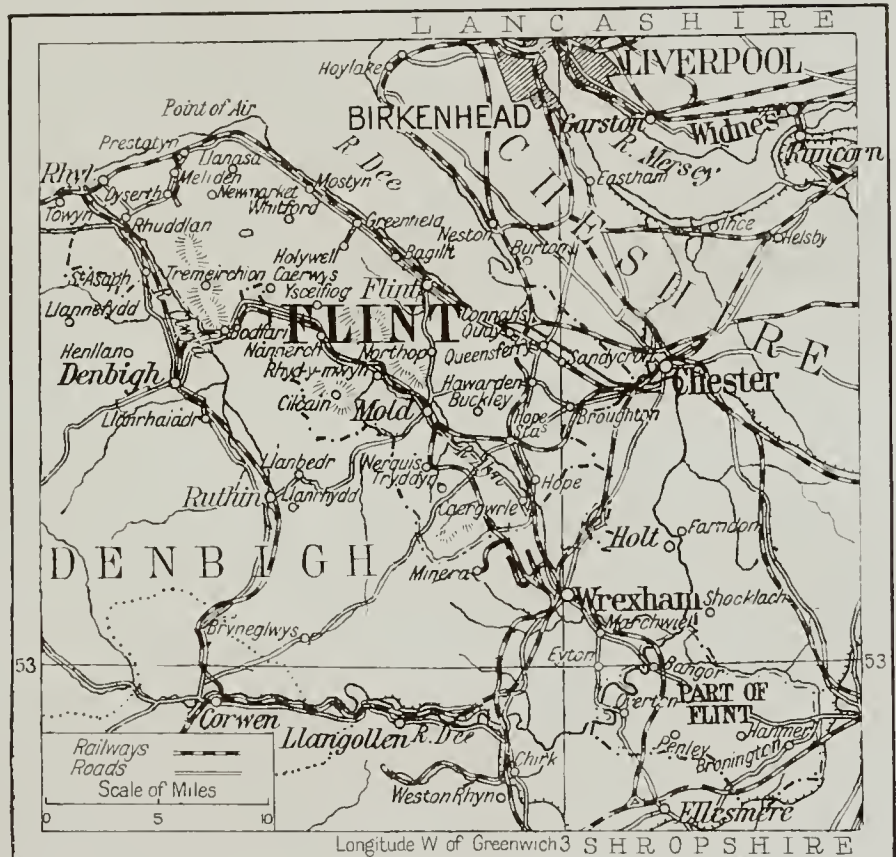 LANCASHIRE
Hoylake
LIVERPOOL
Point of Air
BIRKENHEAD
Garston
Widnes
Prestatyn
Llanasa
R. Dee
R. Mersey
Runcorn
Rhyl
Meliden
Mostyn
CHESHIRE
Eastham
Dyserth
Newmarket
Whitford
Towyn
Rhuddlan
Greenfield
Neston
Ince
Helsby
Holywell
Bagillt
Burton
St Asaph
Tremeirchion
Caerwys
Ysceifiog
Flint
Llannefydd
FLINT
Connah's
Quay
Bodfari
Nannerch
Northop
Queensferry
Sandycroft
Henllan
Rhyd-y-mwyn
Chester
Denbigh
Hawarden
Buckley
Cilcain
Mold
Hope
Stas
Broughton
Llanrhaiadr
Llanbedr
Nerquis
Tryddyn
Hope
Ruthin
Llanrhydd
Caergwrle
Holt
Farndon
DENBIGH
Minera
Wrexham
Shocklach
Marchwiel
Bryneglwys
53
Eyton
Bangor
53
Overton
PART OF
FLINT
Corwen
Llangollen
R. Dee
Penley
Hanmer
Bronington
Railways
Roads
Scale of Miles
Chirk
Weston Rhyn
Ellesmere
0 5 10
Longitude W of Greenwich 3
SHROPSHIRE